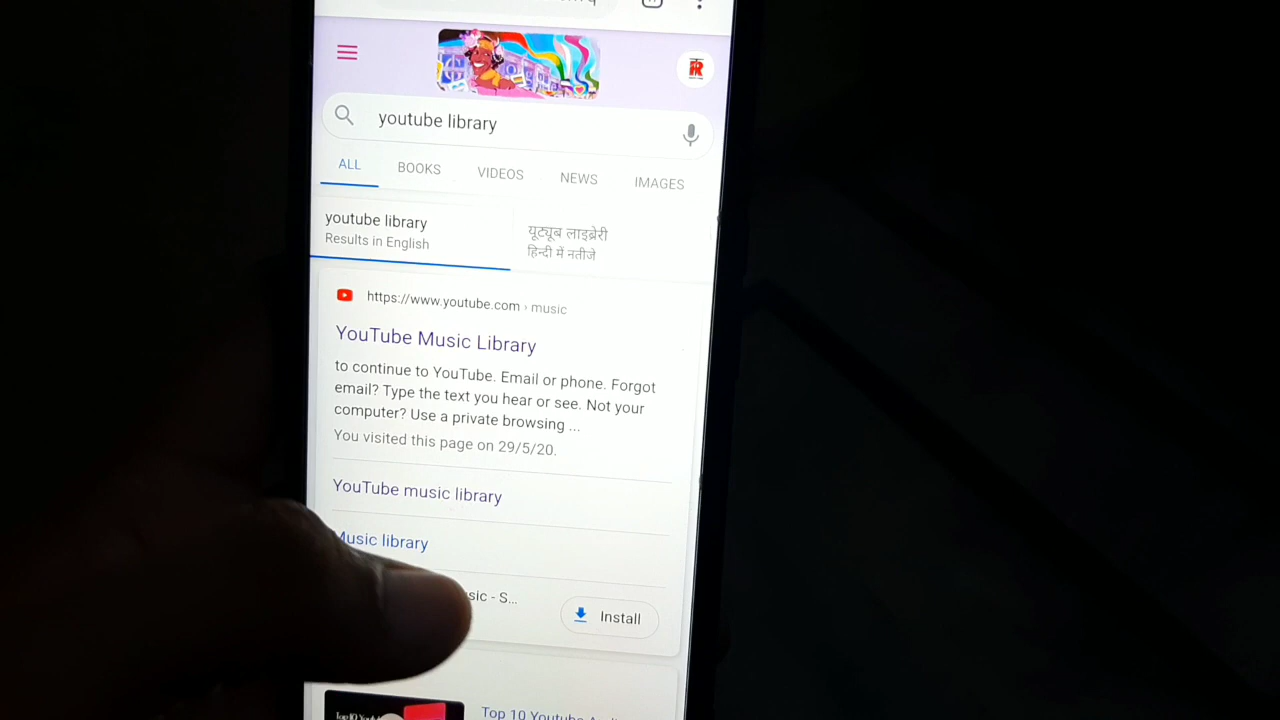 youtube library
ALL BOOKS VIDEOS NEWS IMAGES
youtube library
Results in English
यूट्यूब लाइब्रेरी
हिन्दी में नतीजे
https://www.youtube.com › music
YouTube Music Library
to continue to YouTube. Email or phone. Forgot
email? Type the text you hear or see. Not your
computer? Use a private browsing ...
You visited this page on 29/5/20.
YouTube music library
Music library
- S...
Install
Top 10 Youtube